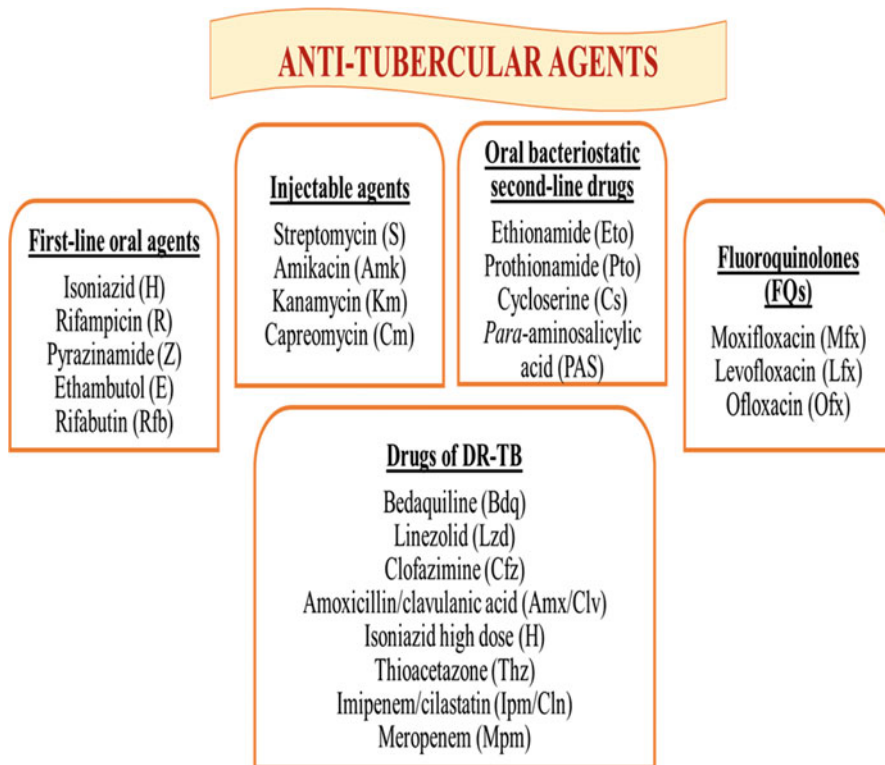 ANTI-TUBERCULAR AGENTS
First-line oral agents
Isoniazid (H)
Rifampicin (R)
Pyrazinamide (Z)
Ethambutol (E)
Rifabutin (Rfb)
Injectable agents
Streptomycin (S)
Amikacin (Amk)
Kanamycin (Km)
Capreomycin (Cm)
Oral bacteriostatic
second-line drugs
Ethionamide (Eto)
Prothionamide (Pto)
Cycloserine (Cs)
Para-aminosalicylic
acid (PAS)
Fluoroquinolones
(FQs)
Moxifloxacin (Mfx)
Levofloxacin (Lfx)
Ofloxacin (Ofx)
Drugs of DR-TB
Bedaquiline (Bdq)
Linezolid (Lzd)
Clofazimine (Cfz)
Amoxicillin/clavulanic acid (Amx/Clv)
Isoniazid high dose (H)
Thioacetazone (Thz)
Imipenem/cilastatin (Ipm/Cln)
Meropenem (Mpm)